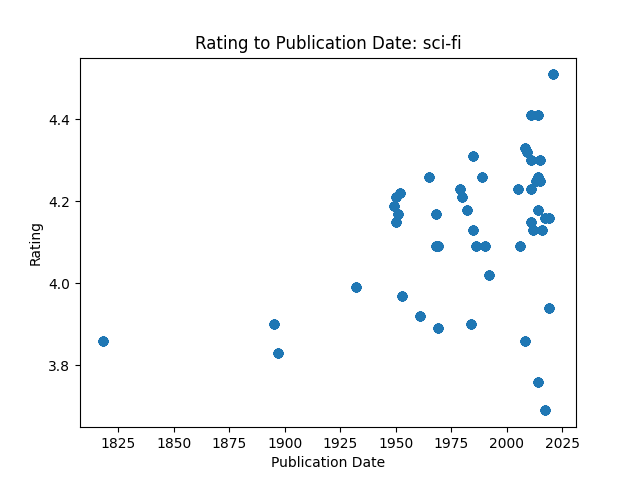 Rating to Publication Date: sci-fi
4.4
4.2
4.0
3.8
Rating
1825 1850 1875 1900 1925 1950 1975 2000 2025
Publication Date